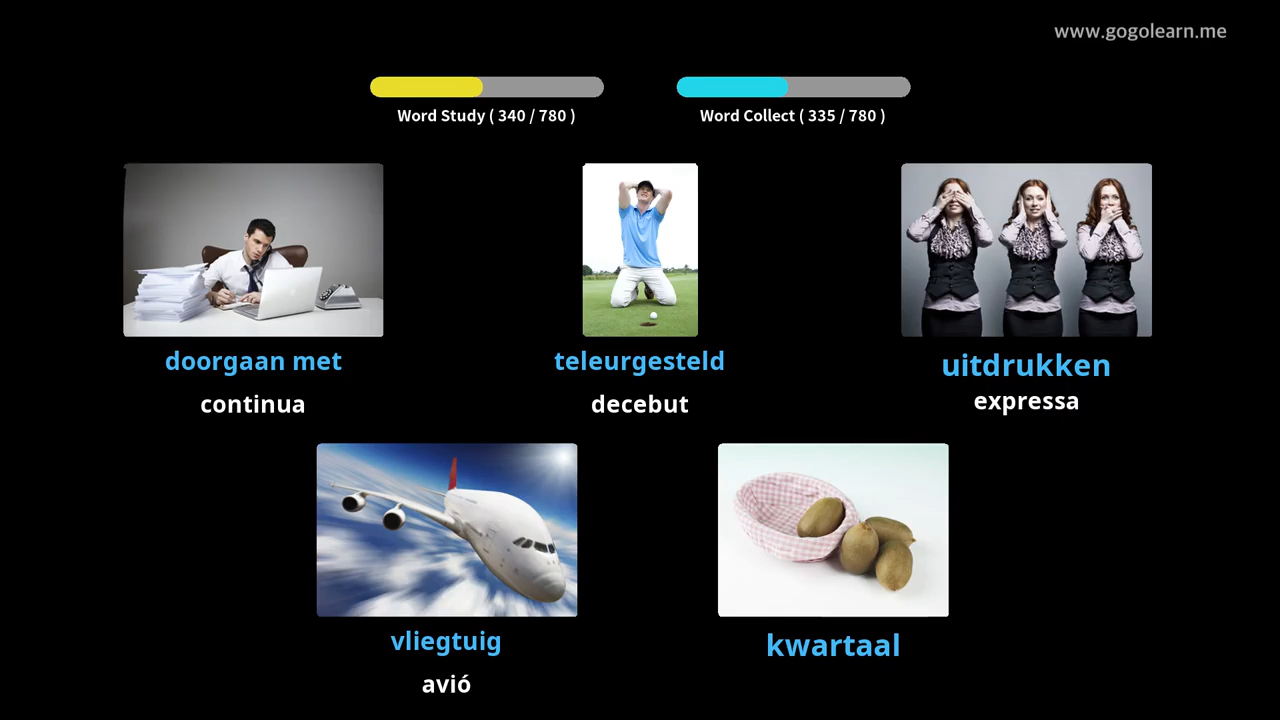 www.gogolearn.me
Word Study ( 340 / 780 )
Word Collect ( 335 / 780 )
doorgaan met
continua
teleurgesteld
decebut
uitdrukken
expressa
vliegtuig
avió
kwartaal